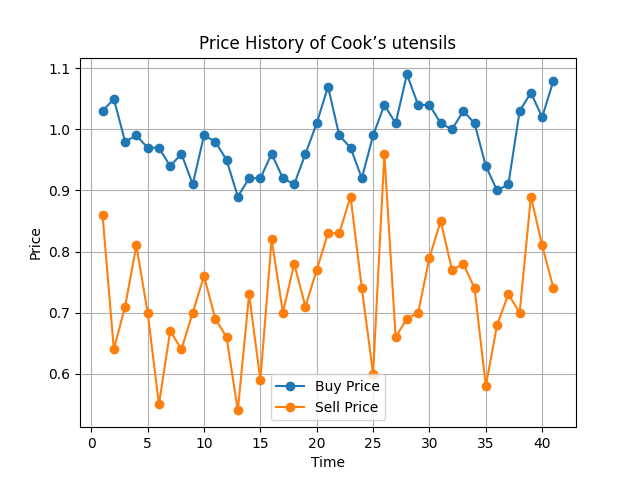 Price History of Cook’s utensils
1.1
1.0
0.9
0.8
0.7
0.6
Price
Buy Price
Sell Price
0 5 10 15 20 25 30 35 40
Time